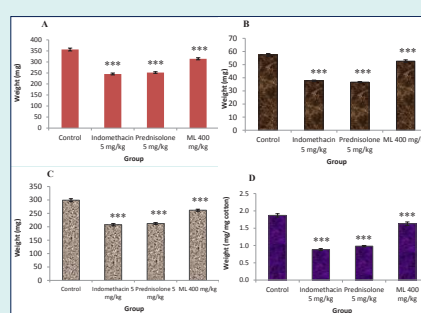 A
Weight (mg)
400
350
300
250
200
150
100
50
0
***
***
***
Control
Indomethacin
5 mg/kg
Prednisolone
5 mg/kg
ML 400
mg/kg
Group
B
Weight (mg)
70
60
50
40
30
20
10
0
***
***
***
Control
Indomethacin
5 mg/kg
Prednisolone
5 mg/kg
ML 400 mg/kg
Group
C
Weight (mg)
350
300
250
200
150
100
50
0
***
***
***
Control
Indomethacin 5
mg/kg
Prednisolone 5
mg/kg
ML 400 mg/kg
Group
D
Weight (mg/mg cotton)
2.5
2.0
1.5
1.0
0.5
0.0
***
***
***
Control
Indomethacin
5 mg/kg
Prednisolone
5 mg/kg
ML 400 mg/kg
Group